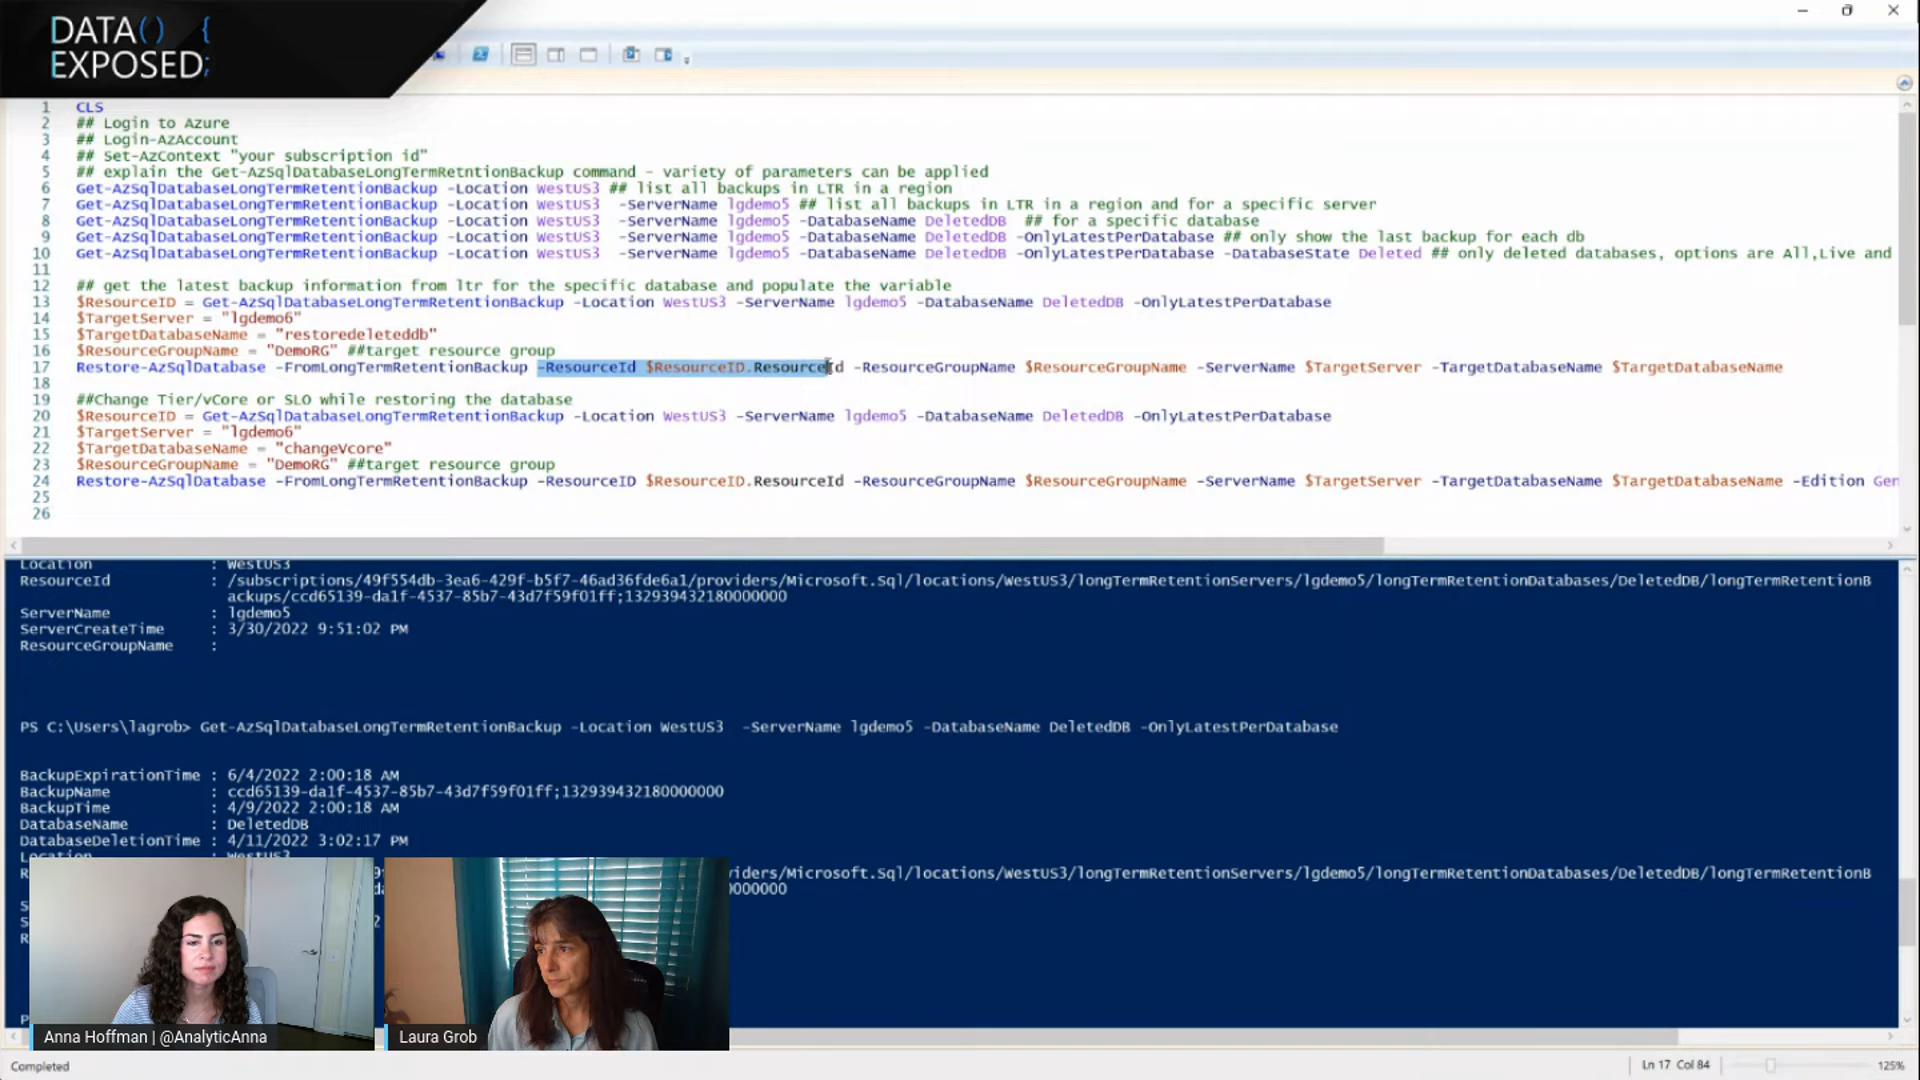 DATA() {
EXPOSED;
1 CLS
2 ## Login to Azure
3 ## Login-AzAccount
4 ## Set-AzContext "your subscription id"
5 ## explain the Get-AzSqlDatabaseLongTermRetntionBackup command - variety of parameters can be applied
6 Get-AzSqlDatabaseLongTermRetentionBackup -Location WestUS3 ## list all backups in LTR in a region
7 Get-AzSqlDatabaseLongTermRetentionBackup -Location WestUS3 -ServerName lgdemo5 ## list all backups in LTR in a region and for a specific server
8 Get-AzSqlDatabaseLongTermRetentionBackup -Location WestUS3 -ServerName lgdemo5 -DatabaseName DeletedDB ## for a specific database
9 Get-AzSqlDatabaseLongTermRetentionBackup -Location WestUS3 -ServerName lgdemo5 -DatabaseName DeletedDB -OnlyLatestPerDatabase ## only show the last backup for each db
10 Get-AzSqlDatabaseLongTermRetentionBackup -Location WestUS3 -ServerName lgdemo5 -DatabaseName DeletedDB -OnlyLatestPerDatabase -DatabaseState Deleted ## only deleted databases, options are All,Live and
11
12 ## get the latest backup information from ltr for the specific database and populate the variable
13 $ResourceID = Get-AzSqlDatabaseLongTermRetentionBackup -Location WestUS3 -ServerName lgdemo5 -DatabaseName DeletedDB -OnlyLatestPerDatabase
14 $TargetServer = "lgdemo6"
15 $TargetDatabaseName = "restoredeleteddb"
16 $ResourceGroupName = "DemoRG" ##target resource group
17 Restore-AzSqlDatabase -FromLongTermRetentionBackup -ResourceId $ResourceID.ResourceId -ResourceGroupName $ResourceGroupName -ServerName $TargetServer -TargetDatabaseName $TargetDatabaseName
18
19 ##Change Tier/vCore or SLO while restoring the database
20 $ResourceID = Get-AzSqlDatabaseLongTermRetentionBackup -Location WestUS3 -ServerName lgdemo5 -DatabaseName DeletedDB -OnlyLatestPerDatabase
21 $TargetServer = "lgdemo6"
22 $TargetDatabaseName = "changeVcore"
23 $ResourceGroupName = "DemoRG" ##target resource group
24 Restore-AzSqlDatabase -FromLongTermRetentionBackup -ResourceID $ResourceID.ResourceId -ResourceGroupName $ResourceGroupName -ServerName $TargetServer -TargetDatabaseName $TargetDatabaseName -Edition Gen
25
26
Location : WestUS3
ResourceId : /subscriptions/49f554db-3ea6-429f-b5f7-46ad36fde6a1/providers/Microsoft.Sql/locations/WestUS3/longTermRetentionServers/lgdemo5/longTermRetentionDatabases/DeletedDB/longTermRetentionB
ackups/ccd65139-da1f-4537-85b7-43d7f59f01ff;132939432180000000
ServerName : lgdemo5
ServerCreateTime : 3/30/2022 9:51:02 PM
ResourceGroupName :
PS C:\Users\lagrob> Get-AzSqlDatabaseLongTermRetentionBackup -Location WestUS3 -ServerName lgdemo5 -DatabaseName DeletedDB -OnlyLatestPerDatabase
BackupExpirationTime : 6/4/2022 2:00:18 AM
BackupName : ccd65139-da1f-4537-85b7-43d7f59f01ff;132939432180000000
BackupTime : 4/9/2022 2:00:18 AM
DatabaseName : DeletedDB
DatabaseDeletionTime : 4/11/2022 3:02:17 PM
Location : WestUS3
viders/Microsoft.Sql/locations/WestUS3/longTermRetentionServers/lgdemo5/longTermRetentionDatabases/DeletedDB/longTermRetentionB
0000000
Anna Hoffman | @AnalyticAnna
Laura Grob
Completed
Ln 17 Col 84
125%